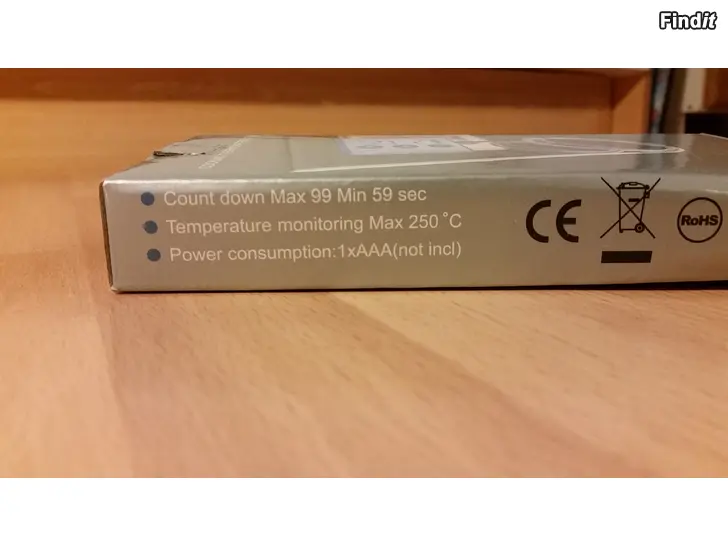 Findit
Count down Max 99 Min 59 sec
Temperature monitoring Max 250°C
Power consumption:1xAAA(not incl)
CE
RoHS